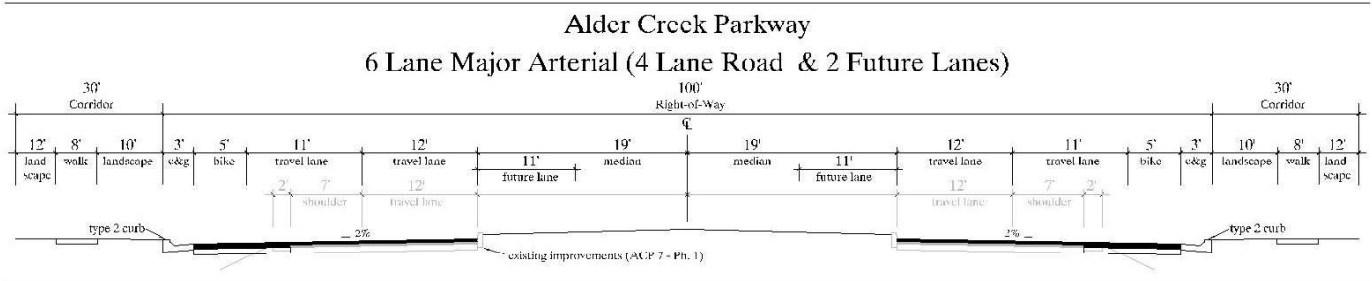 Alder Creek Parkway
6 Lane Major Arterial (4 Lane Road & 2 Future Lanes)
30' 100' 30'
Corridor Right-of-Way Corridor
℄
12' 8' 10' 3' 5' 11' 12' 19' 19' 12' 11' 5' 3' 10' 8' 12'
land walk landscape c&g bike travel lane travel lane 11' median median 11' travel lane travel lane bike c&g landscape walk land
scape future lane future lane scape
2' 7' 12' 12' 7' 2'
shoulder travel lane travel lane shoulder
type 2 curb 2% 2% type 2 curb
existing improvements (ACP 7 - Ph. 1)